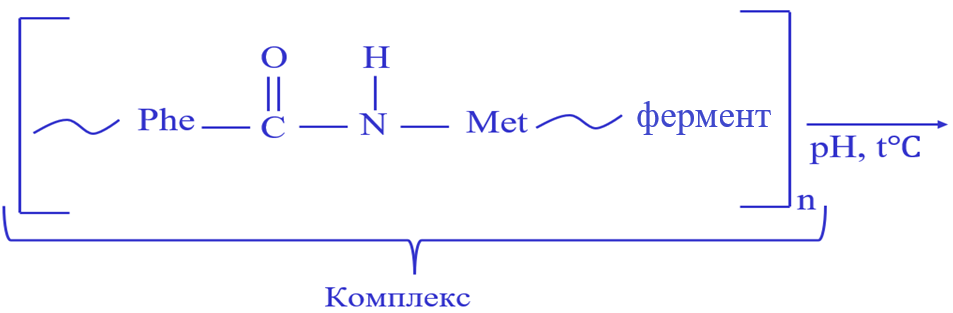 O H
Phe C N Met фермент
pH, t°C
n
Комплекс